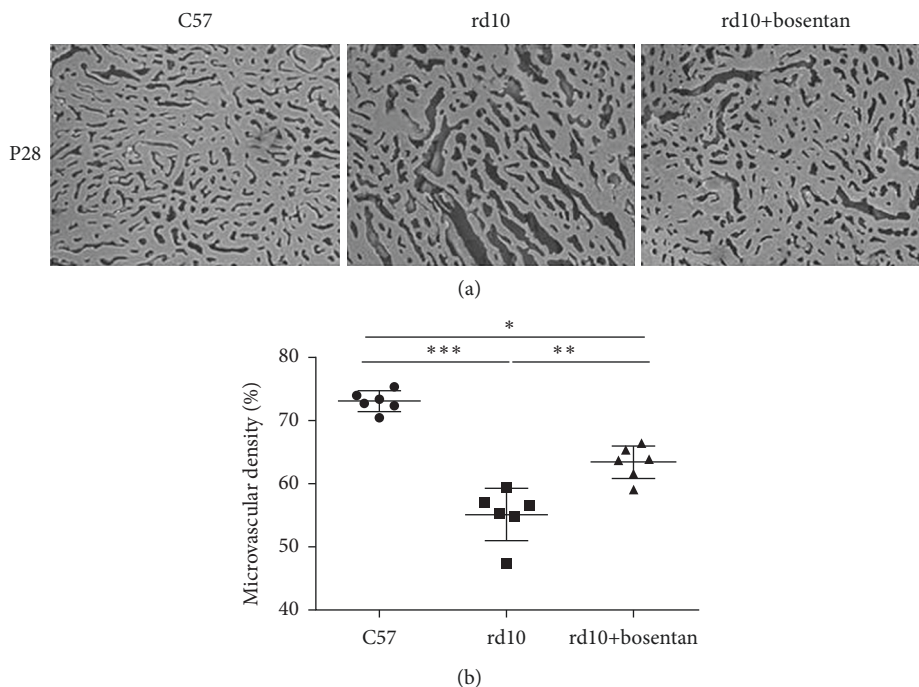 C57 rd10 rd10+bosentan
P28
(a)
*
*** **
80
70
60
50
40
Microvascular density (%)
C57 rd10 rd10+bosentan
(b)